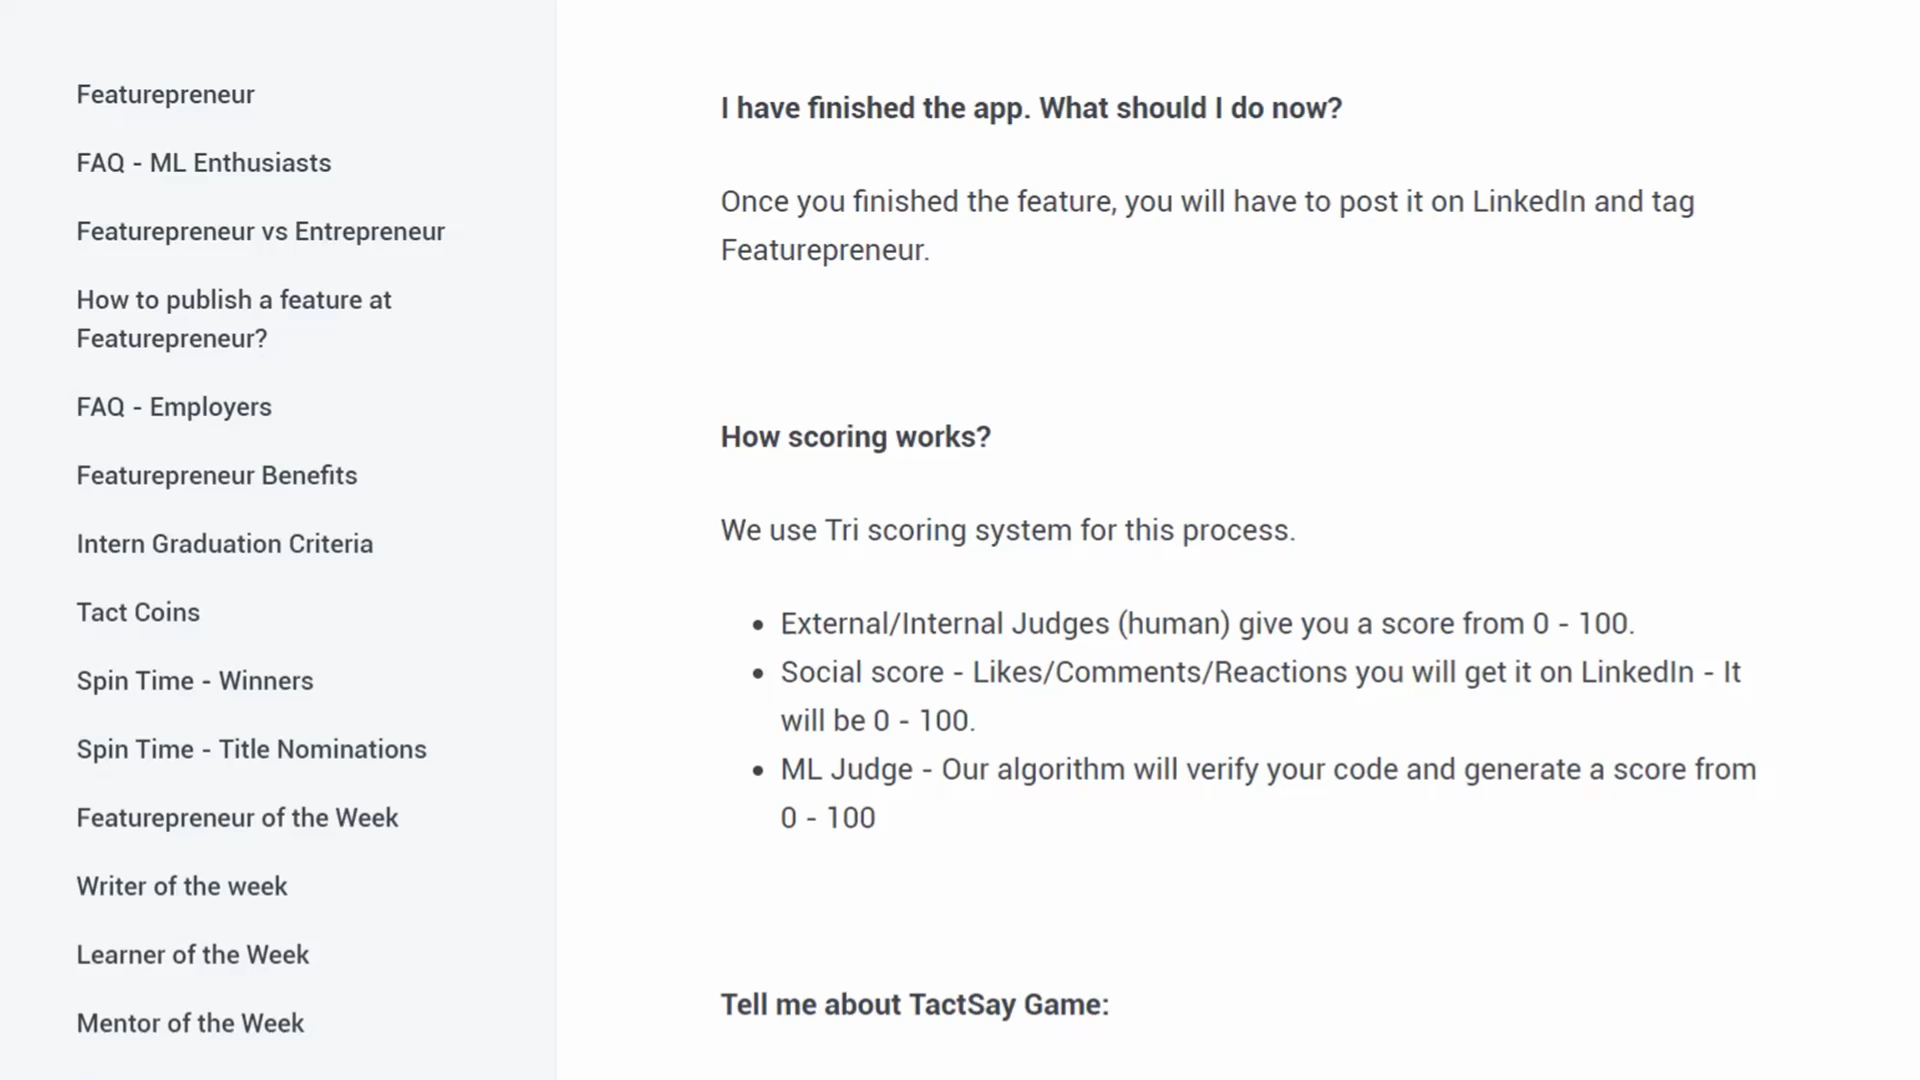 Featurepreneur
FAQ - ML Enthusiasts
Featurepreneur vs Entrepreneur
How to publish a feature at
Featurepreneur?
FAQ - Employers
Featurepreneur Benefits
Intern Graduation Criteria
Tact Coins
Spin Time - Winners
Spin Time - Title Nominations
Featurepreneur of the Week
Writer of the week
Learner of the Week
Mentor of the Week
I have finished the app. What should I do now?
Once you finished the feature, you will have to post it on LinkedIn and tag
Featurepreneur.
How scoring works?
We use Tri scoring system for this process.
• External/Internal Judges (human) give you a score from 0 - 100.
• Social score - Likes/Comments/Reactions you will get it on LinkedIn - It
will be 0 - 100.
• ML Judge - Our algorithm will verify your code and generate a score from
0 - 100
Tell me about TactSay Game: